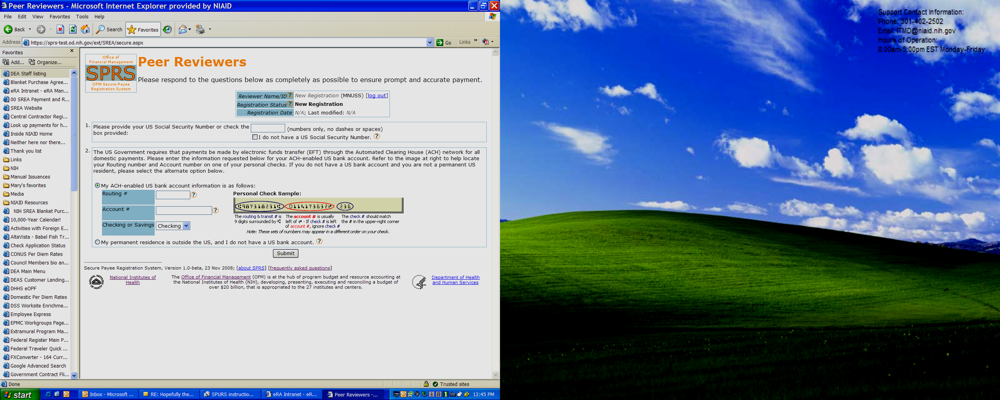 Peer Reviewers - Microsoft Internet Explorer provided by NIAID
File Edit View Favorites Tools Help
Back Search Favorites
Address https://sprs-test.od.nih.gov/ext/SREA/secure.aspx Go Links »
Favorites
Add... Organize...
DEA Staff listing
Blanket Purchase Agree...
eRA Intranet - eRA Man...
00 SREA Payment and R...
SREA Website
Central Contractor Regi...
Look up payments for h...
Inside NIAID Home
Neither here nor there...
Thank you list
Links
NIH
Manual Issuances
Mary's favorites
Media
NIAID Resources
NIH SREA Blanket Purc...
10,000-Year Calendar!
Activities with Foreign E...
AltaVista - Babel Fish Tr...
Check Application Status
CONUS Per Diem Rates
Council Members bio an...
DEA Main Menu
DEAS Customer Landing...
DHHS eOPF
Domestic Per Diem Rates
DSS Worksite Enrichme...
Employee Express
EPMC Workgroups Page...
Extramural Program Ma...
Federal Register Main P...
Federal Traveler Quick ...
FXConverter - 164 Curr...
Google Advanced Search
Government Contract Fli...
Office of
Financial Management
SPRS
OFM Secure Payee
Registration System
Peer Reviewers
Please respond to the questions below as completely as possible to ensure prompt and accurate payment.
Reviewer Name/ID ? New Registration (MNUSS) [log out]
Registration Status ? New Registration
Registration Date N/A; Last modified: N/A
1. Please provide your US Social Security Number or check the (numbers only, no dashes or spaces)
box provided:
I do not have a US Social Security Number. ?
2. The US Government requires that payments be made by electronic funds transfer (EFT) through the Automated Clearing House (ACH) network for all
domestic payments. Please enter the information requested below for your ACH-enabled US bank account. Refer to the image at right to help locate
your Routing number and Account number on one of your personal checks. If you do not have a US bank account and you are not a permanent US
resident, please select the alternate option below.
My ACH-enabled US bank account information is as follows:
Routing # ?
Account # ?
Checking or Savings Checking
Personal Check Sample:
⑆987318231⑆ 0114173632⑈ 236
The routing & transit # is
9 digits surrounded by ⑆
The account # is usually
left of ⑈ - If check # is left
of account #, ignore check #
The check # should match
the # in the upper-right corner
Note: These sets of numbers may appear in a different order on your check.
My permanent residence is outside the US, and I do not have a US bank account. ?
Submit
Secure Payee Registration System, Version 1.0-beta, 23 Nov 2008; [about SPRS] [frequently asked questions]
NATIONAL INSTITUTES OF HEALTH
National Institutes of
Health
The Office of Financial Management (OFM) is at the hub of program budget and resource accounting at
the National Institutes of Health (NIH), developing, presenting, executing and reconciling a budget of
over $20 billion, that is appropriated to the 27 institutes and centers.
Department of Health
and Human Services
Done Trusted sites
start Inbox - Microsoft ... RE: Hopefully the... SPURS instructio... eRA Intranet - eR... Peer Reviewers -... 12:45 PM
Support Contact Information:
Phone: 301-402-2502
Email: ITMD@niaid.nih.gov
Hours of Operation:
8:00am-5:00pm EST Monday-Friday